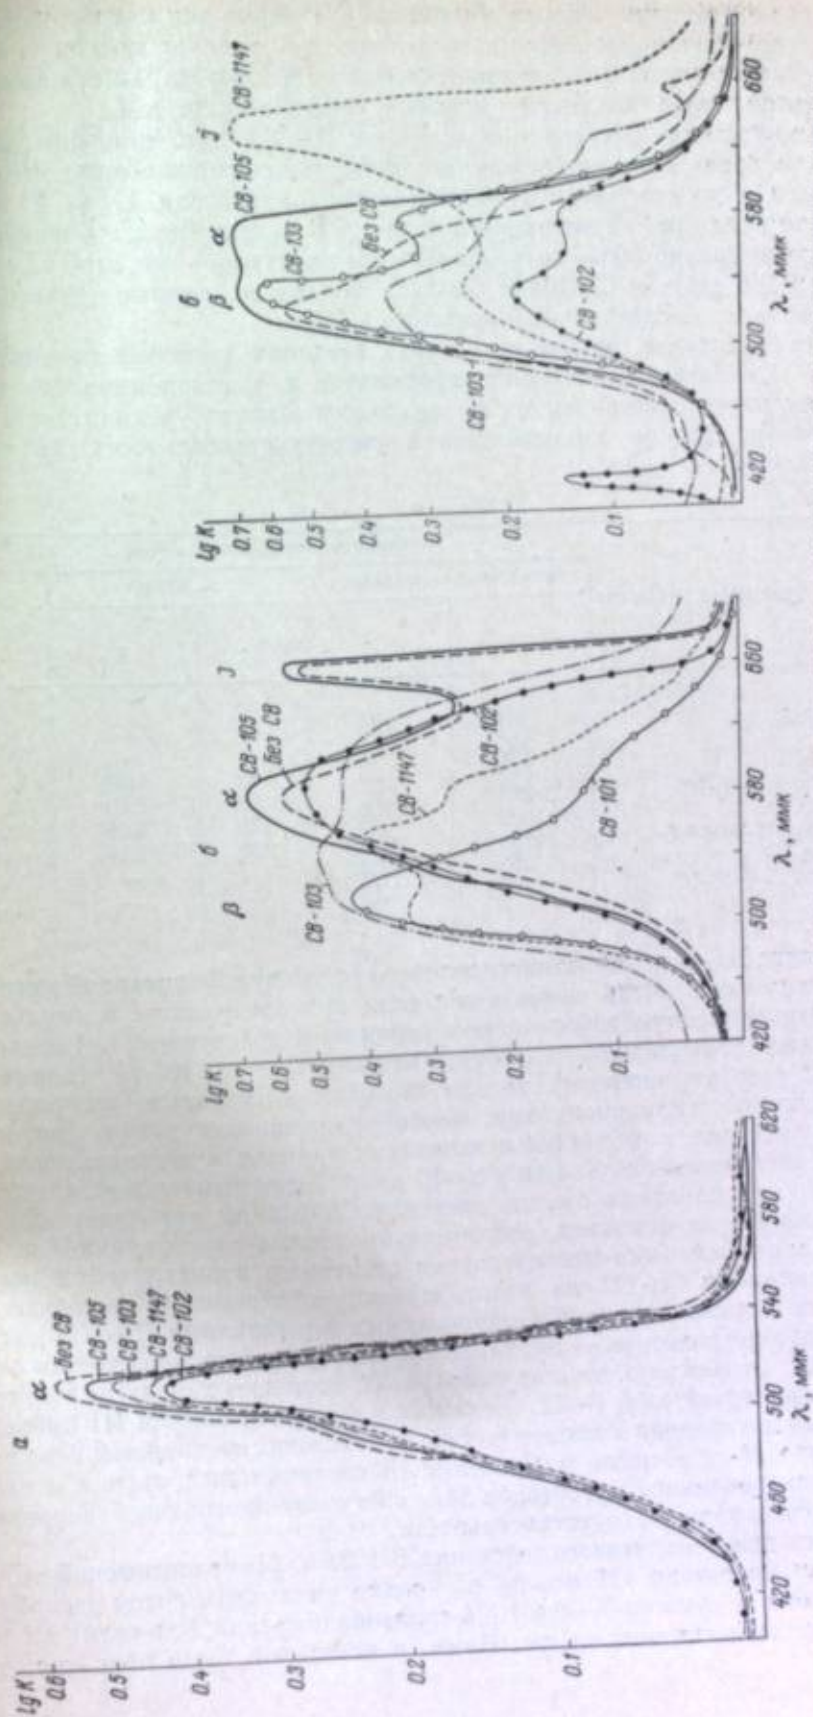 a
lg K
0.6
0.5
0.4
0.3
0.2
0.1
α
Без СВ
СВ-105
СВ-103
СВ-1147
СВ-102
420
460
500
540
580
620
λ, ммк
б
lg K
0.7
0.6
0.5
0.4
0.3
0.2
0.1
β
α
J
СВ-105
Без СВ
СВ-103
СВ-1147
СВ-102
СВ-101
420
500
580
660
λ, ммк
в
lg K
0.7
0.6
0.5
0.4
0.3
0.2
0.1
β
α
J
СВ-105
СВ-1147
СВ-133
Без СВ
СВ-103
СВ-102
420
500
580
660
λ, ммк